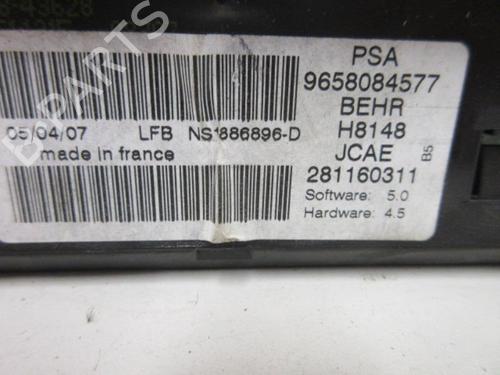 PSA
9658084577
BEHR
05/04/07 LFB NS1886896-D H8148
made in france JCAE B5
281160311
Software: 5.0
Hardware: 4.5
B-PARTS